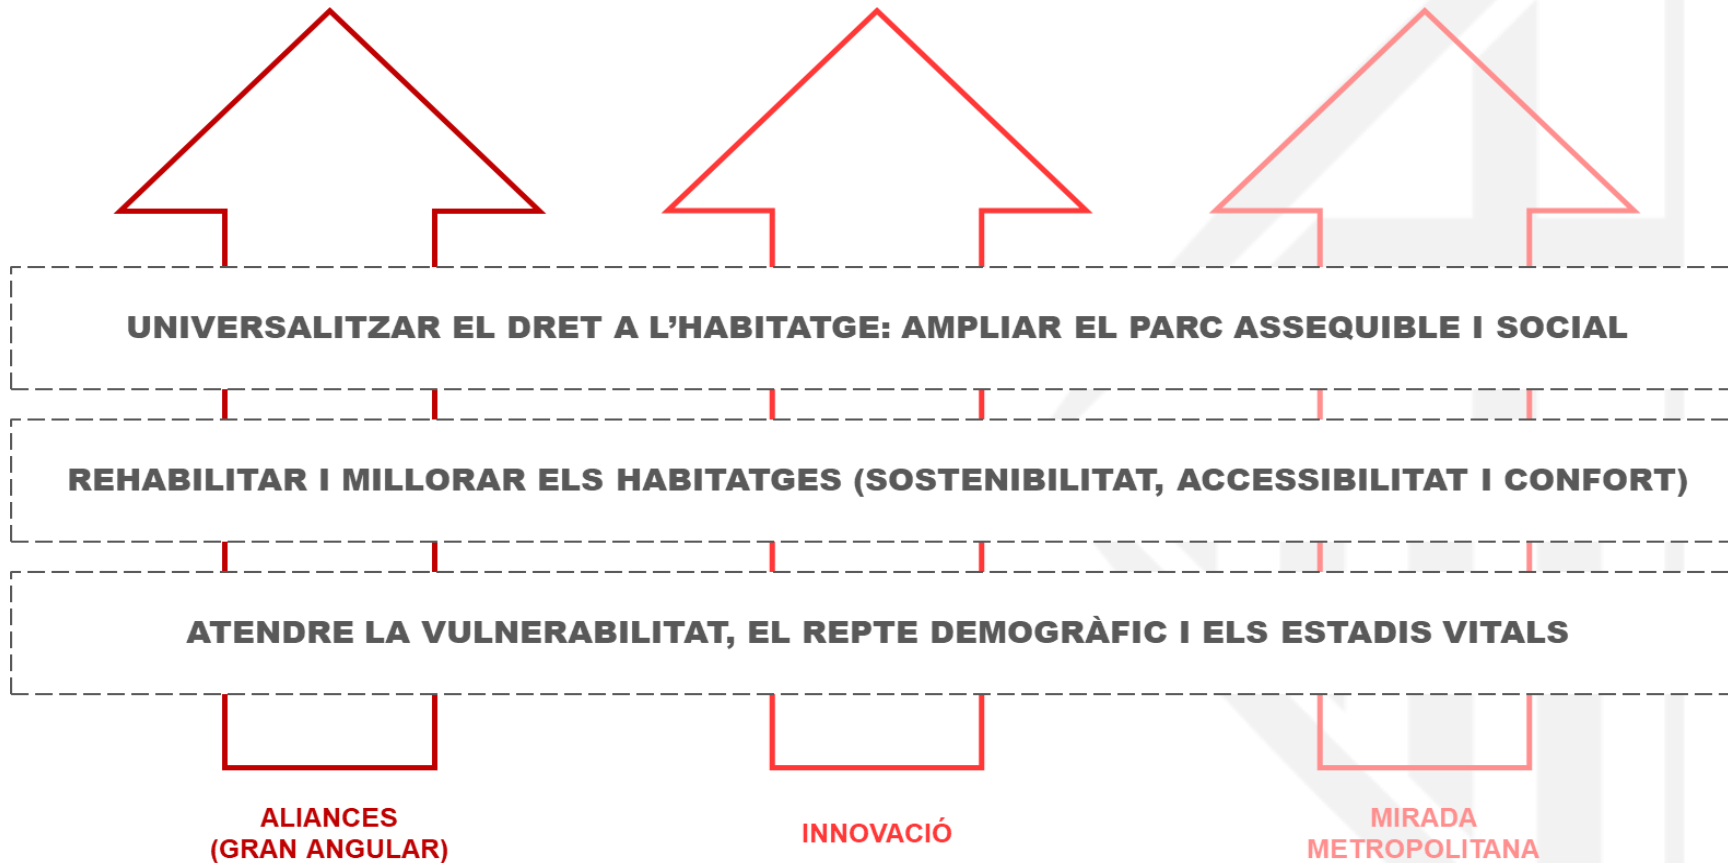 UNIVERSALITZAR EL DRET A L’HABITATGE: AMPLIAR EL PARC ASSEQUIBLE I SOCIAL
REHABILITAR I MILLORAR ELS HABITATGES (SOSTENIBILITAT, ACCESSIBILITAT I CONFORT)
ATENDRE LA VULNERABILITAT, EL REPTE DEMOGRÀFIC I ELS ESTADIS VITALS
ALIANCES
(GRAN ANGULAR)
INNOVACIÓ
MIRADA
METROPOLITANA